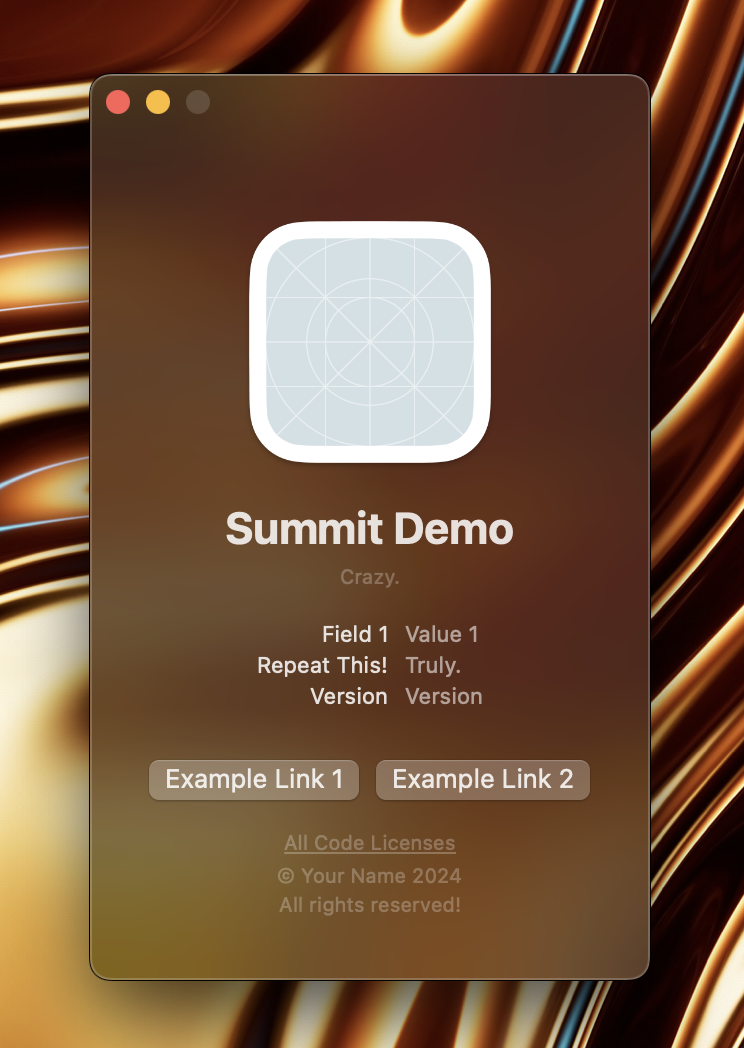 Summit Demo
Crazy.
Field 1 Value 1
Repeat This! Truly.
Version Version
Example Link 1 Example Link 2
All Code Licenses
© Your Name 2024
All rights reserved!